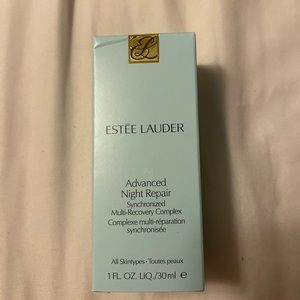 ESTĒE LAUDER
Advanced
Night Repair
Synchronized
Multi-Recovery Complex
Complexe multi-réparation
synchronisée
All Skintypes • Toutes peaux
1 FL. OZ. LIQ./30 ml e